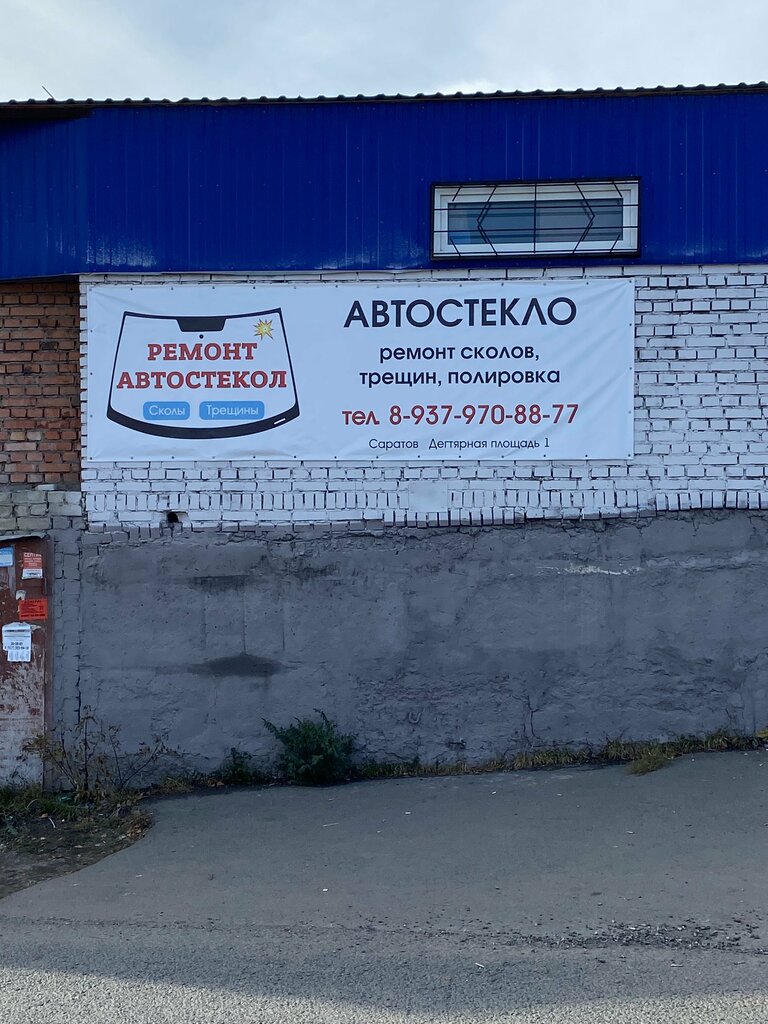 РЕМОНТ
АВТОСТЕКОЛ
Сколы Трещины
АВТОСТЕКЛО
ремонт сколов,
трещин, полировка
тел. 8-937-970-88-77
Саратов Дегтярная площадь 1